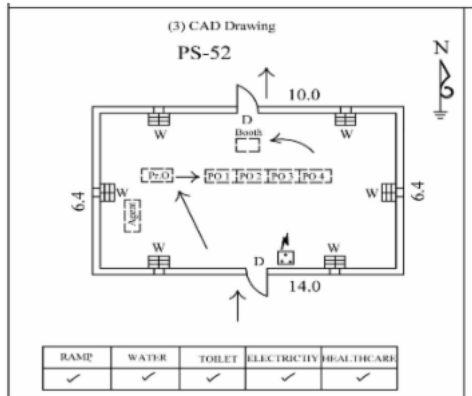 (3) CAD Drawing
PS-52
N
10.0
D
W
W
Booth
Pr.O
PO 1
PO 2
PO 3
PO 4
6.4
W
W
6.4
Agent
W
W
D
14.0
RAMP WATER TOILET ELECTRICTIY HEALTHCARE
✓ ✓ ✓ ✓ ✓